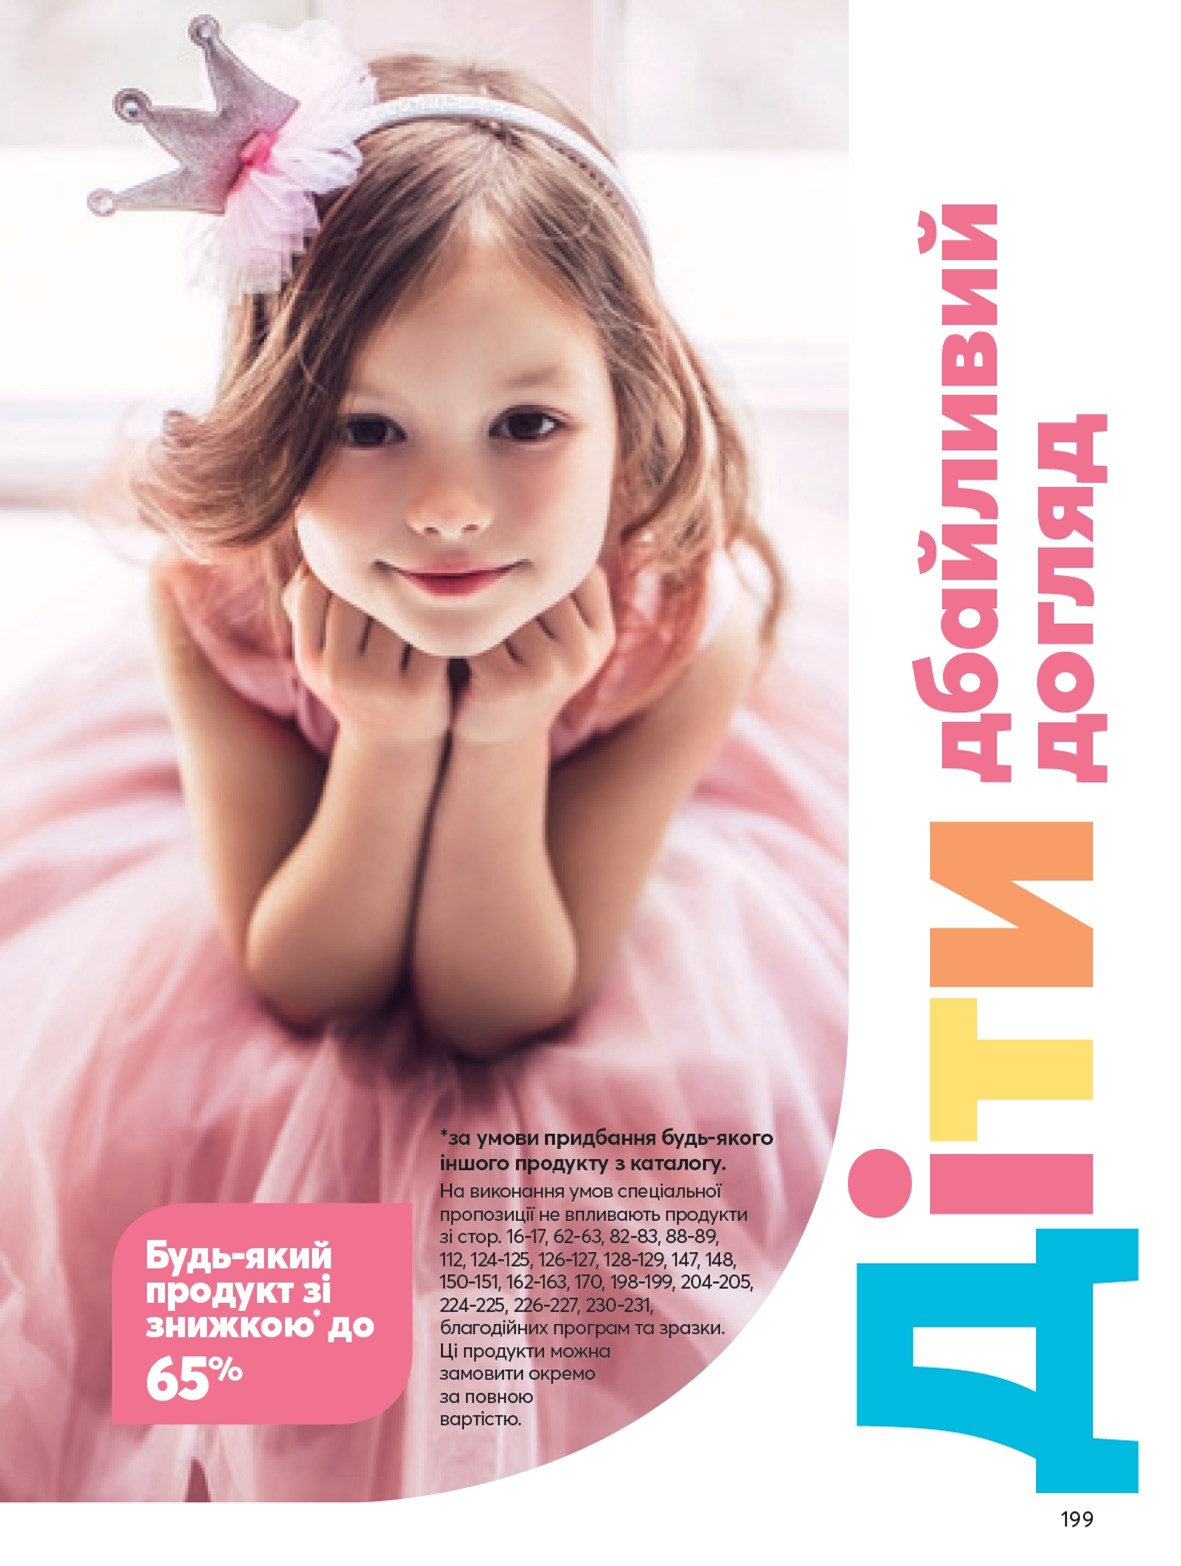 Діти
дбайливий
догляд
*за умови придбання будь-якого
іншого продукту з каталогу.
На виконання умов спеціальної
пропозиції не впливають продукти
зі стор. 16-17, 62-63, 82-83, 88-89,
112, 124-125, 126-127, 128-129, 147, 148,
150-151, 162-163, 170, 198-199, 204-205,
224-225, 226-227, 230-231,
благодійних програм та зразки.
Ці продукти можна
замовити окремо
за повною
вартістю.
Будь-який
продукт зі
знижкою* до
65%
199